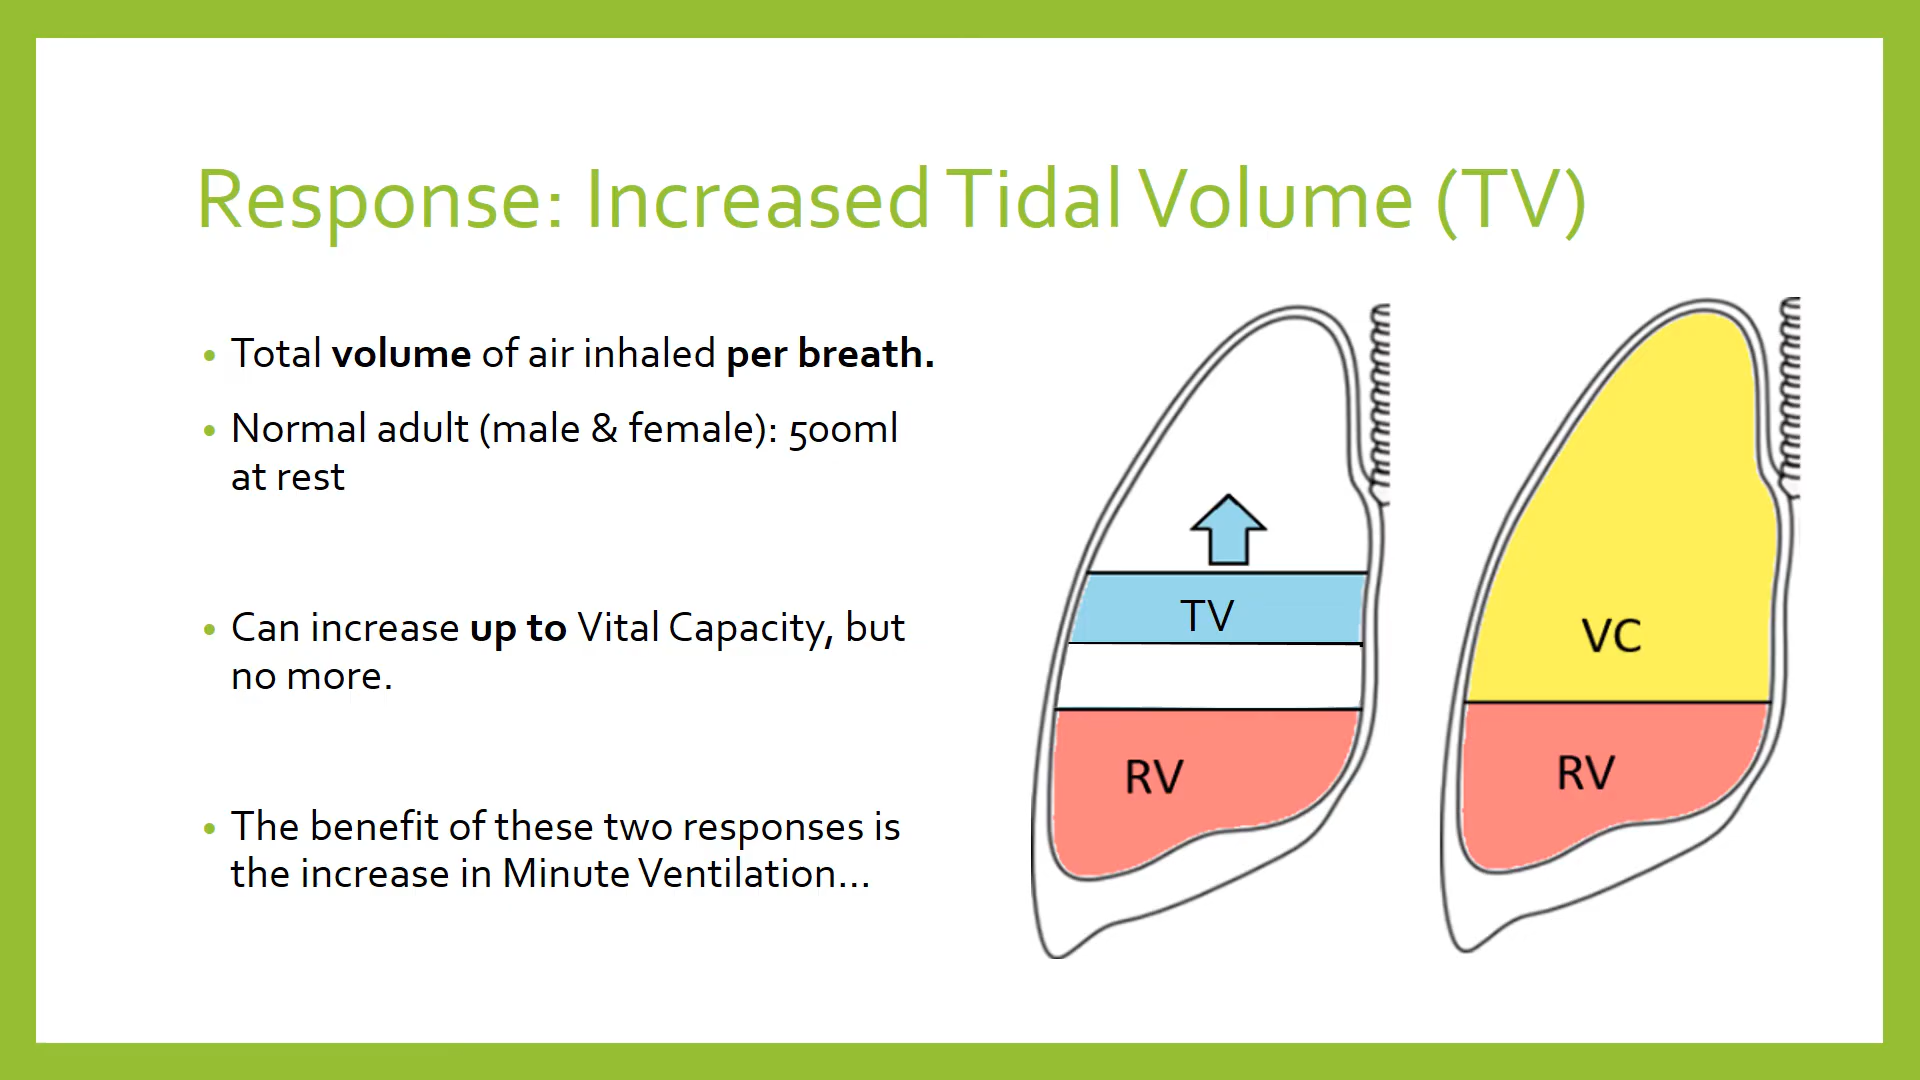 Response: Increased Tidal Volume (TV)
• Total volume of air inhaled per breath.
• Normal adult (male & female): 500ml
at rest
• Can increase up to Vital Capacity, but
no more.
• The benefit of these two responses is
the increase in Minute Ventilation...
TV
RV
VC
RV